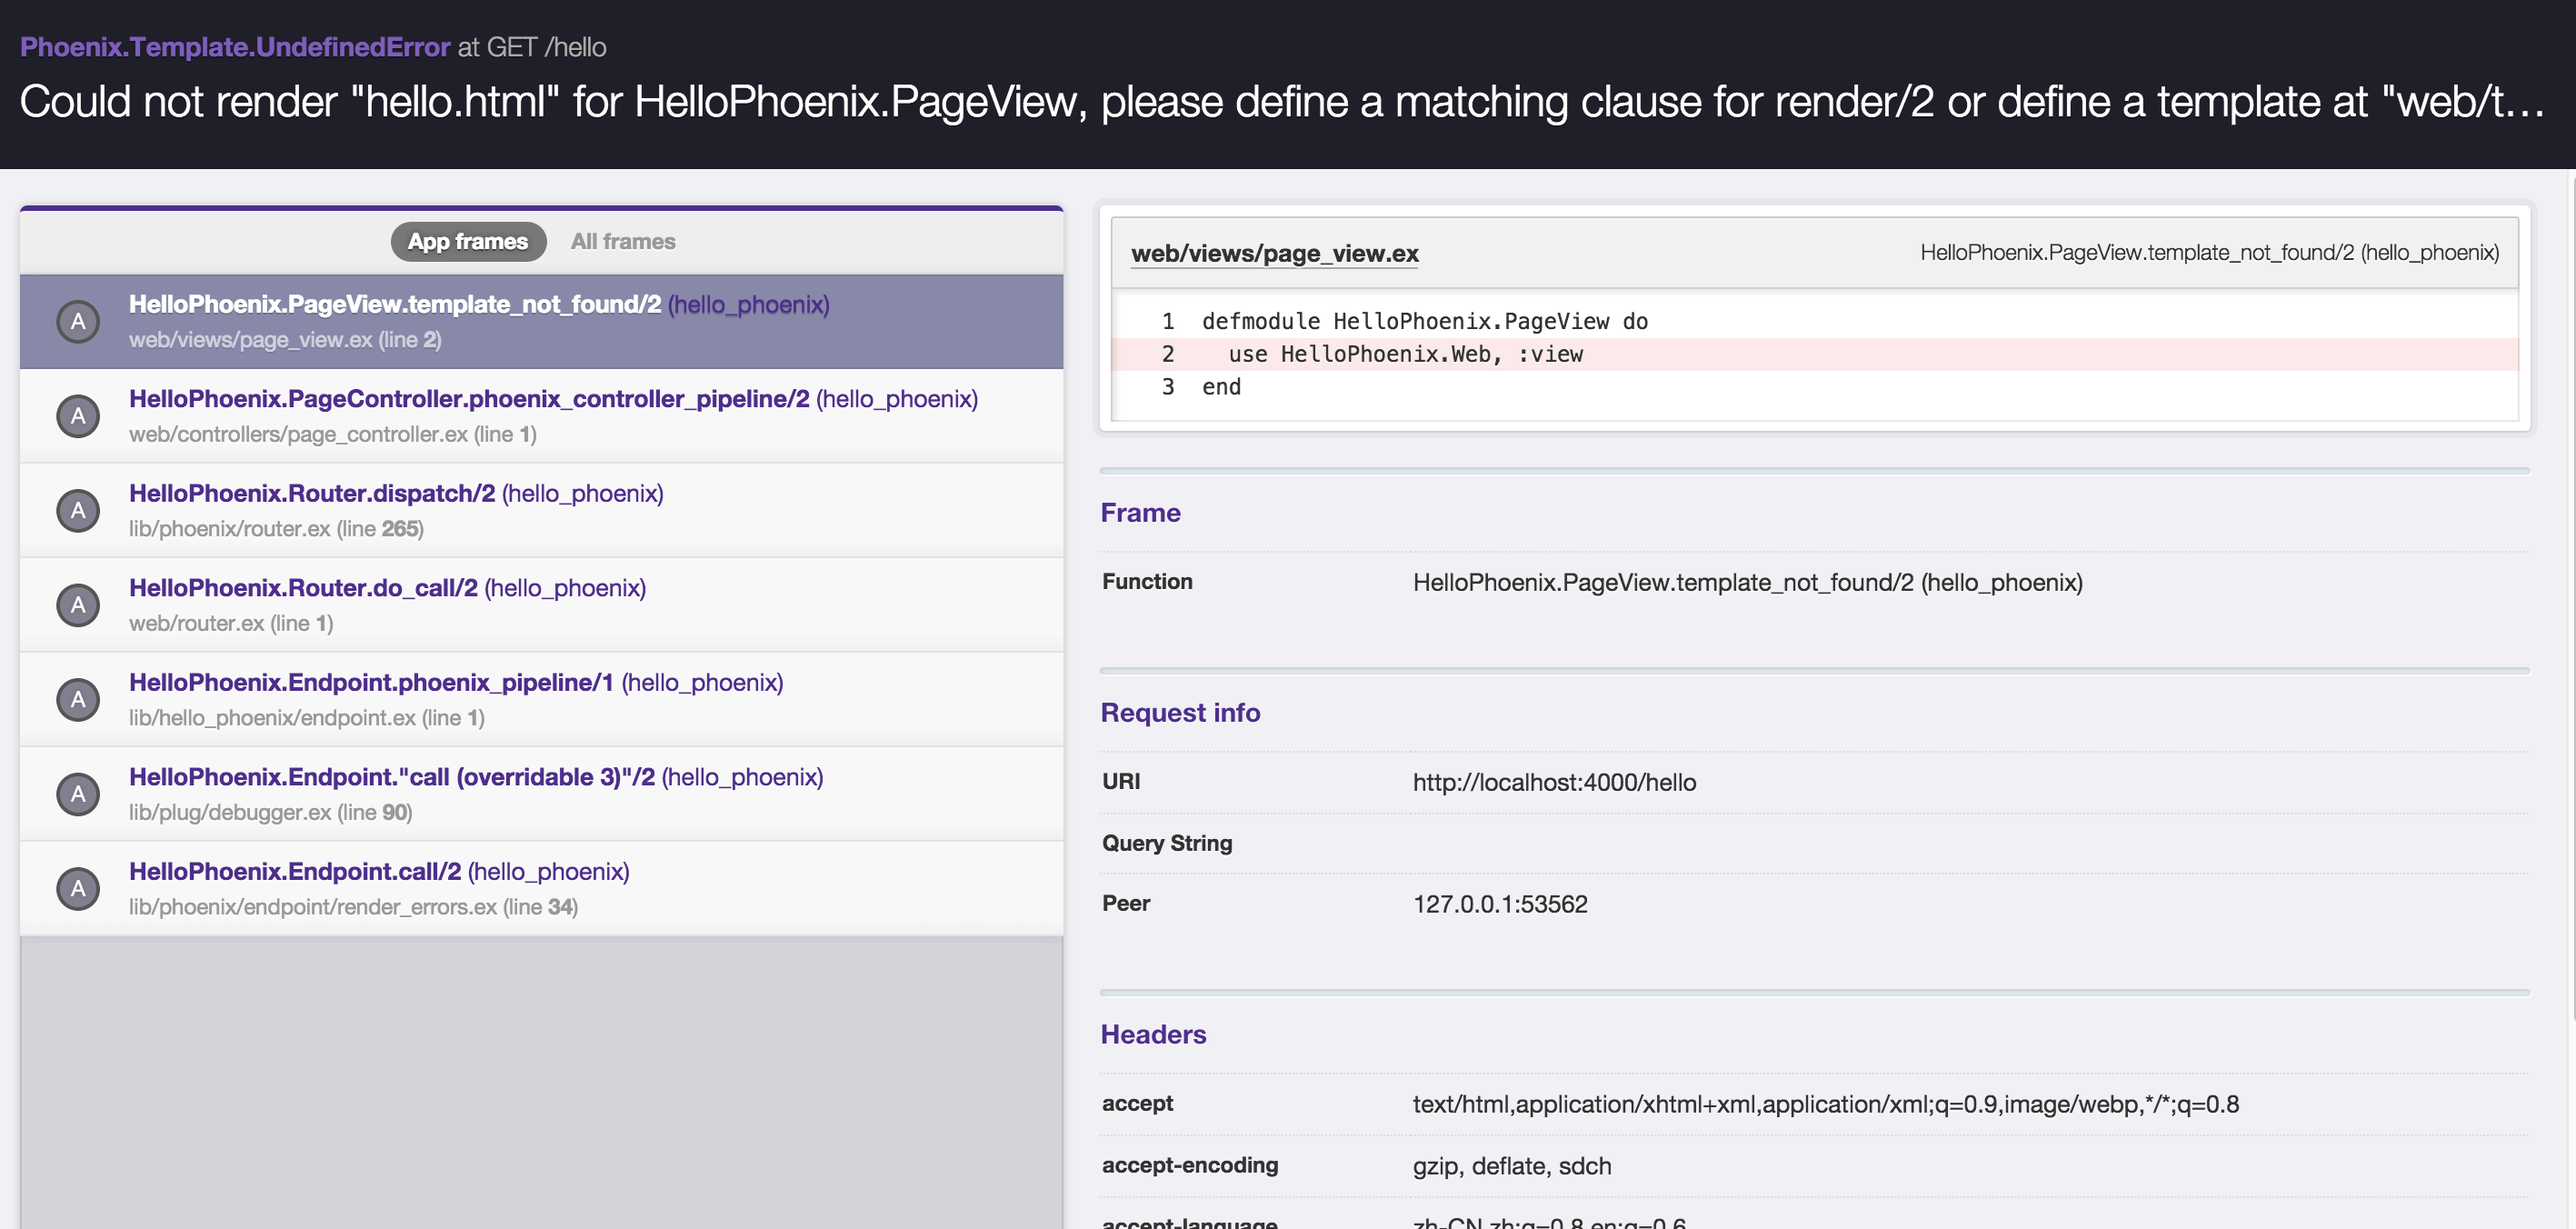 Phoenix.Template.UndefinedError at GET /hello
Could not render "hello.html" for HelloPhoenix.PageView, please define a matching clause for render/2 or define a template at "web/t…
App frames All frames
A
HelloPhoenix.PageView.template_not_found/2 (hello_phoenix)
web/views/page_view.ex (line 2)
A
HelloPhoenix.PageController.phoenix_controller_pipeline/2 (hello_phoenix)
web/controllers/page_controller.ex (line 1)
A
HelloPhoenix.Router.dispatch/2 (hello_phoenix)
lib/phoenix/router.ex (line 265)
A
HelloPhoenix.Router.do_call/2 (hello_phoenix)
web/router.ex (line 1)
A
HelloPhoenix.Endpoint.phoenix_pipeline/1 (hello_phoenix)
lib/hello_phoenix/endpoint.ex (line 1)
A
HelloPhoenix.Endpoint."call (overridable 3)"/2 (hello_phoenix)
lib/plug/debugger.ex (line 90)
A
HelloPhoenix.Endpoint.call/2 (hello_phoenix)
lib/phoenix/endpoint/render_errors.ex (line 34)
web/views/page_view.ex HelloPhoenix.PageView.template_not_found/2 (hello_phoenix)
1 defmodule HelloPhoenix.PageView do
2 use HelloPhoenix.Web, :view
3 end
Frame
Function HelloPhoenix.PageView.template_not_found/2 (hello_phoenix)
Request info
URI http://localhost:4000/hello
Query String
Peer 127.0.0.1:53562
Headers
accept text/html,application/xhtml+xml,application/xml;q=0.9,image/webp,*/*;q=0.8
accept-encoding gzip, deflate, sdch
accept-language zh-CN,zh;q=0.8,en;q=0.6